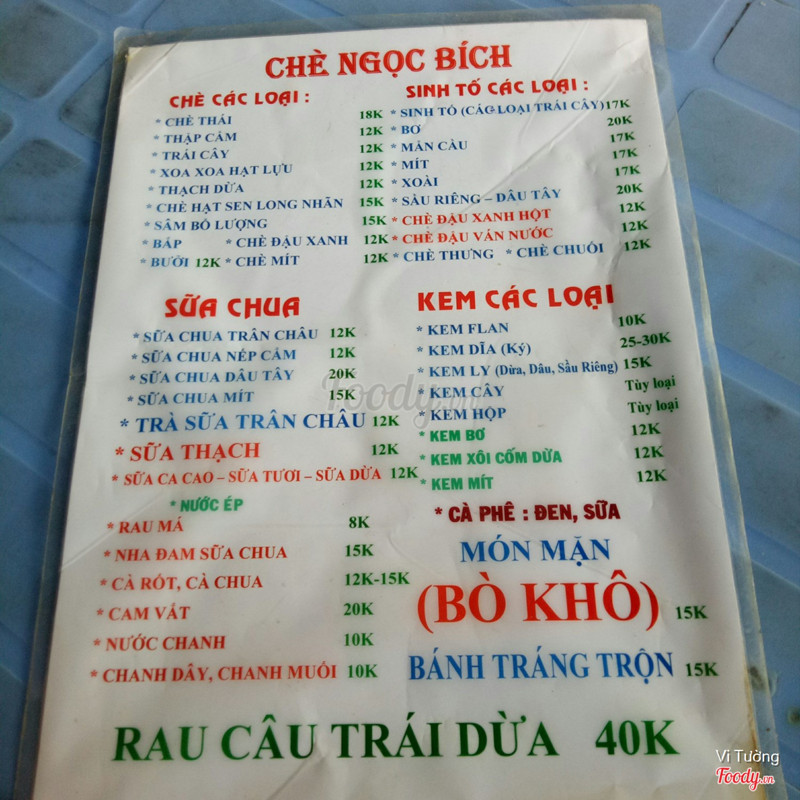 CHÈ NGỌC BÍCH
CHÈ CÁC LOẠI :
* CHÈ THÁI 18K
* THẬP CẨM 12K
* TRÁI CÂY 12K
* XOA XOA HẠT LỰU 12K
* THẠCH DỪA 12K
* CHÈ HẠT SEN LONG NHÃN 15K
* SÂM BỔ LƯỢNG 15K
* BẮP * CHÈ ĐẬU XANH 12K
* BƯỞI 12K * CHÈ MÍT 12K
SINH TỐ CÁC LOẠI :
* SINH TỐ (CÁC LOẠI TRÁI CÂY) 17K
* BƠ 20K
* MÃN CẦU 17K
* MÍT 17K
* XOÀI 17K
* SẦU RIÊNG – DÂU TÂY 20K
* CHÈ ĐẬU XANH HỘT 12K
* CHÈ ĐẬU VÁN NƯỚC 12K
* CHÈ THƯNG * CHÈ CHUỐI 12K
SỮA CHUA
* SỮA CHUA TRÂN CHÂU 12K
* SỮA CHUA NẾP CẨM 12K
* SỮA CHUA DÂU TÂY 20K
* SỮA CHUA MÍT 15K
* TRÀ SỮA TRÂN CHÂU 12K
* SỮA THẠCH 12K
* SỮA CA CAO – SỮA TƯƠI – SỮA DỪA 12K
* NƯỚC ÉP
* RAU MÁ 8K
* NHA ĐAM SỮA CHUA 15K
* CÀ RỐT, CÀ CHUA 12K-15K
* CAM VẮT 20K
* NƯỚC CHANH 10K
* CHANH DÂY, CHANH MUỐI 10K
KEM CÁC LOẠI
* KEM FLAN 10K
* KEM DĨA (Ký) 25-30K
* KEM LY (Dừa, Dâu, Sầu Riêng) 15K
* KEM CÂY Tùy loại
* KEM HỘP Tùy loại
* KEM BƠ 12K
* KEM XÔI CỐM DỪA 12K
* KEM MÍT 12K
* CÀ PHÊ : ĐEN, SỮA
MÓN MẶN
(BÒ KHÔ) 15K
BÁNH TRÁNG TRỘN 15K
RAU CÂU TRÁI DỪA 40K
Foody.vn
Vi Tường
Foody.vn